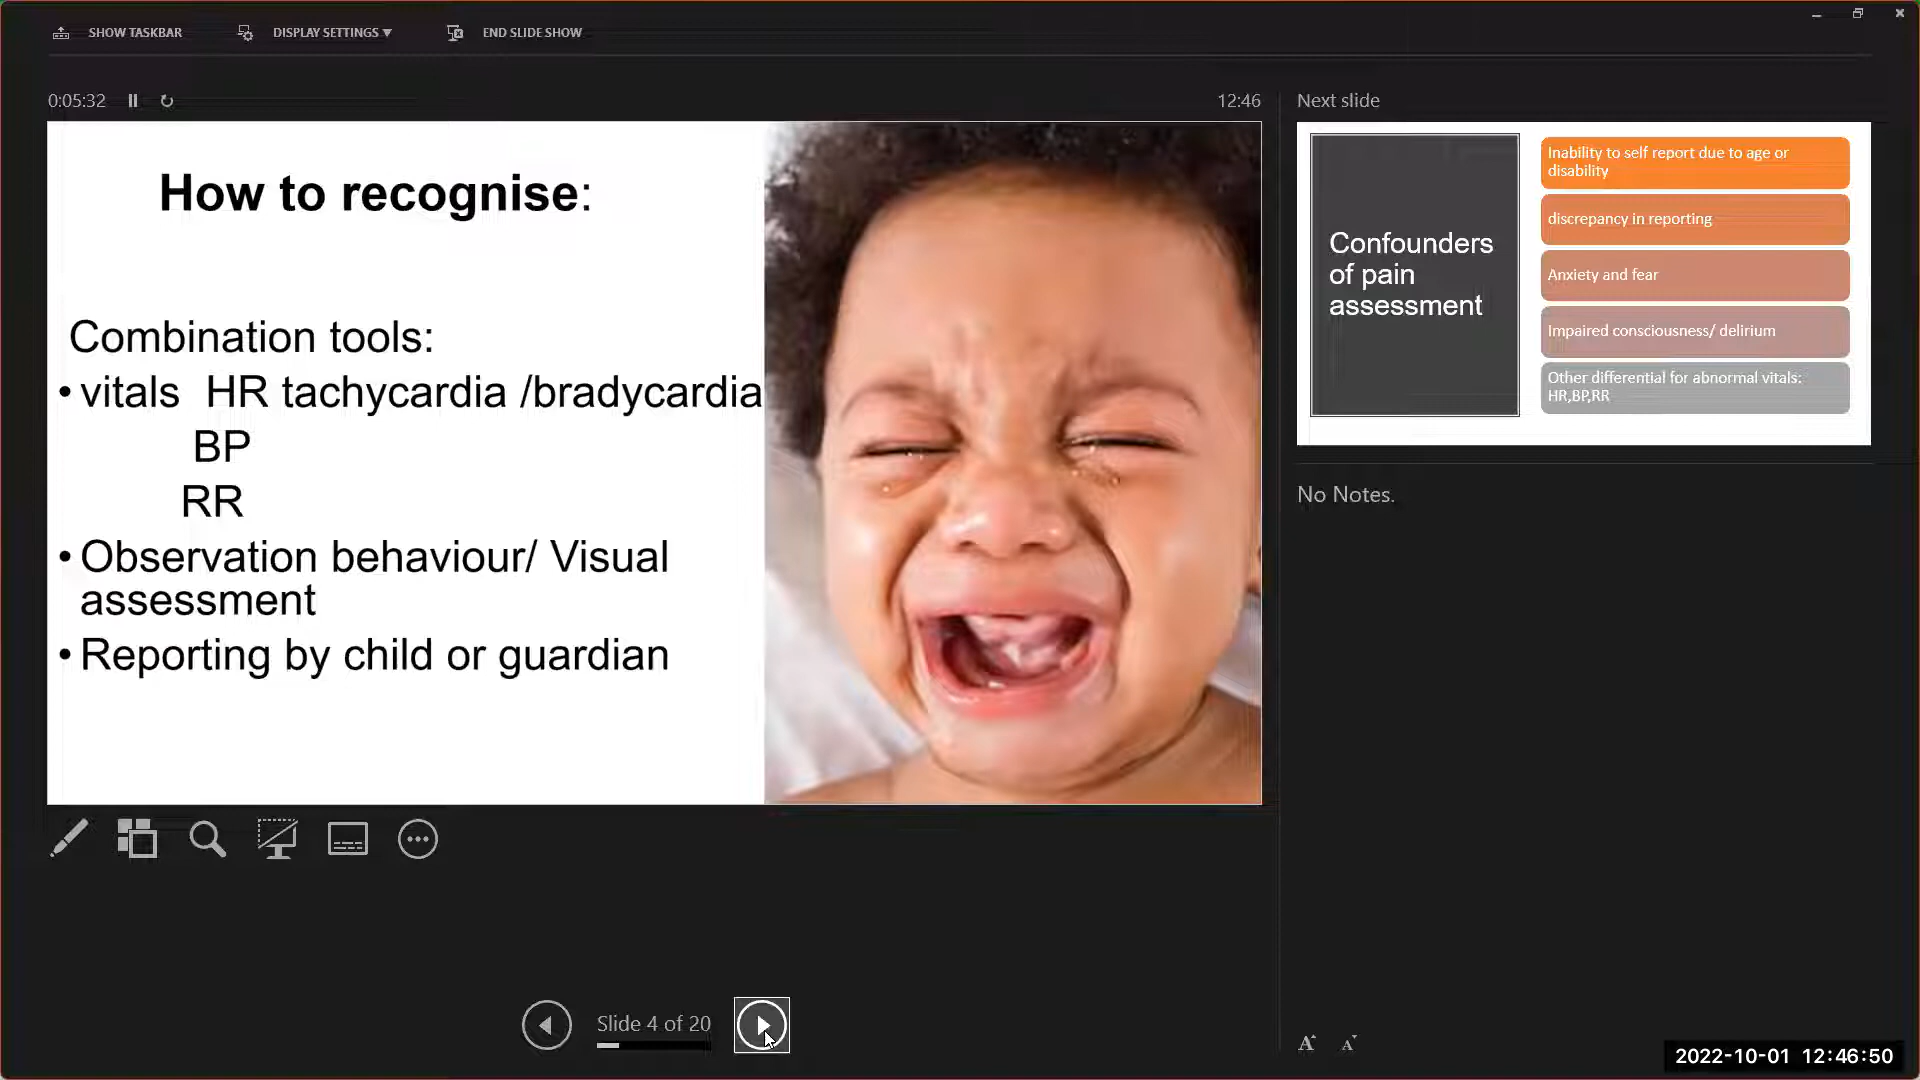 SHOW TASKBAR
DISPLAY SETTINGS ▼
END SLIDE SHOW
0:05:32
12:46
How to recognise:
Combination tools:
• vitals HR tachycardia /bradycardia
BP
RR
• Observation behaviour/ Visual
assessment
• Reporting by child or guardian
Next slide
Confounders
of pain
assessment
Inability to self report due to age or
disability
discrepancy in reporting
Anxiety and fear
Impaired consciousness/ delirium
Other differential for abnormal vitals:
HR,BP,RR
No Notes.
Slide 4 of 20
A A
2022-10-01 12:46:50